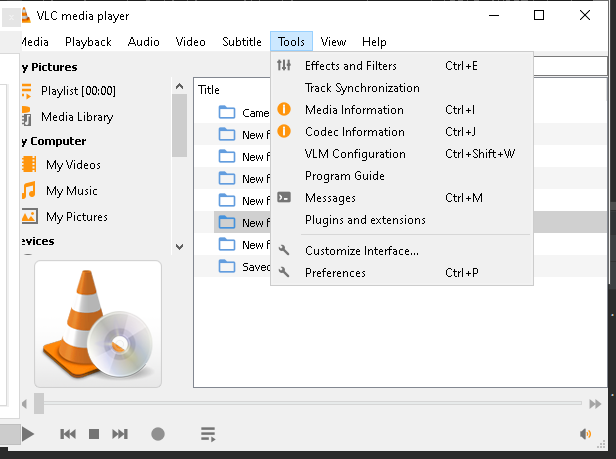 VLC media player
Media Playback Audio Video Subtitle Tools View Help
y Pictures
Playlist [00:00]
Media Library
y Computer
My Videos
My Music
My Pictures
evices
Title
Came
New f
New f
New f
New f
New f
New f
Saved
Effects and Filters Ctrl+E
Track Synchronization
Media Information Ctrl+I
Codec Information Ctrl+J
VLM Configuration Ctrl+Shift+W
Program Guide
Messages Ctrl+M
Plugins and extensions
Customize Interface...
Preferences Ctrl+P